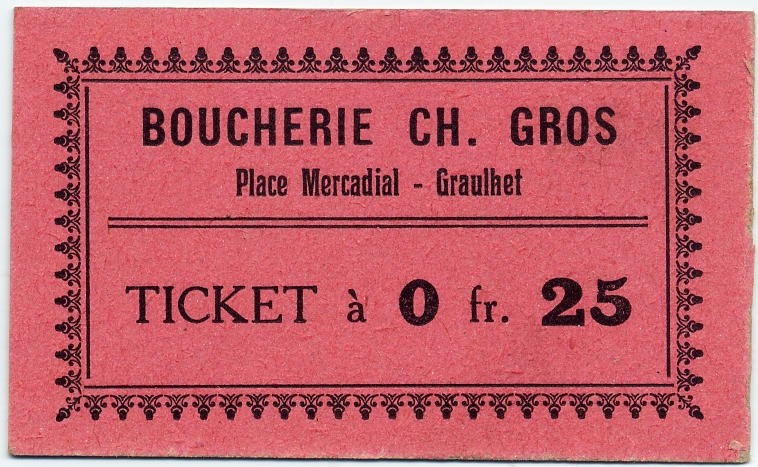 BOUCHERIE CH. GROS
Place Mercadial - Graulhet
TICKET à 0 fr. 25